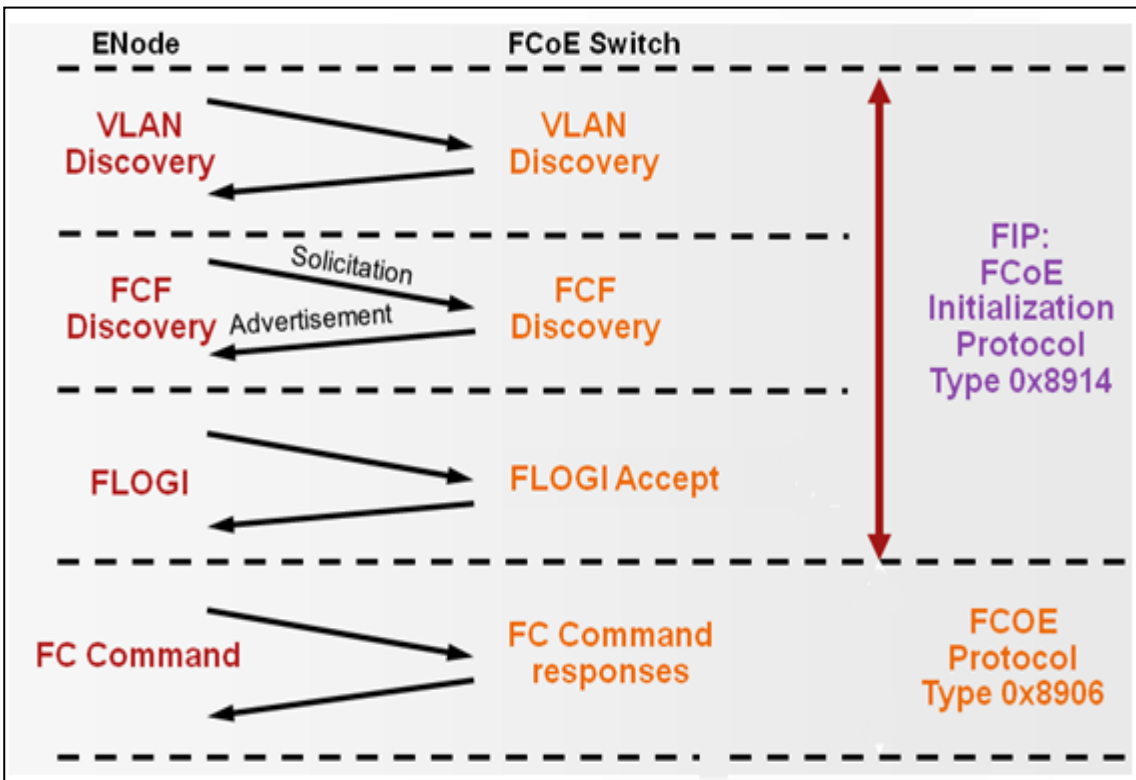 ENode
FCoE Switch
VLAN
Discovery
VLAN
Discovery
Solicitation
FCF
Discovery
Advertisement
FCF
Discovery
FIP:
FCoE
Initialization
Protocol
Type 0x8914
FLOGI
FLOGI Accept
FC Command
FC Command
responses
FCOE
Protocol
Type 0x8906